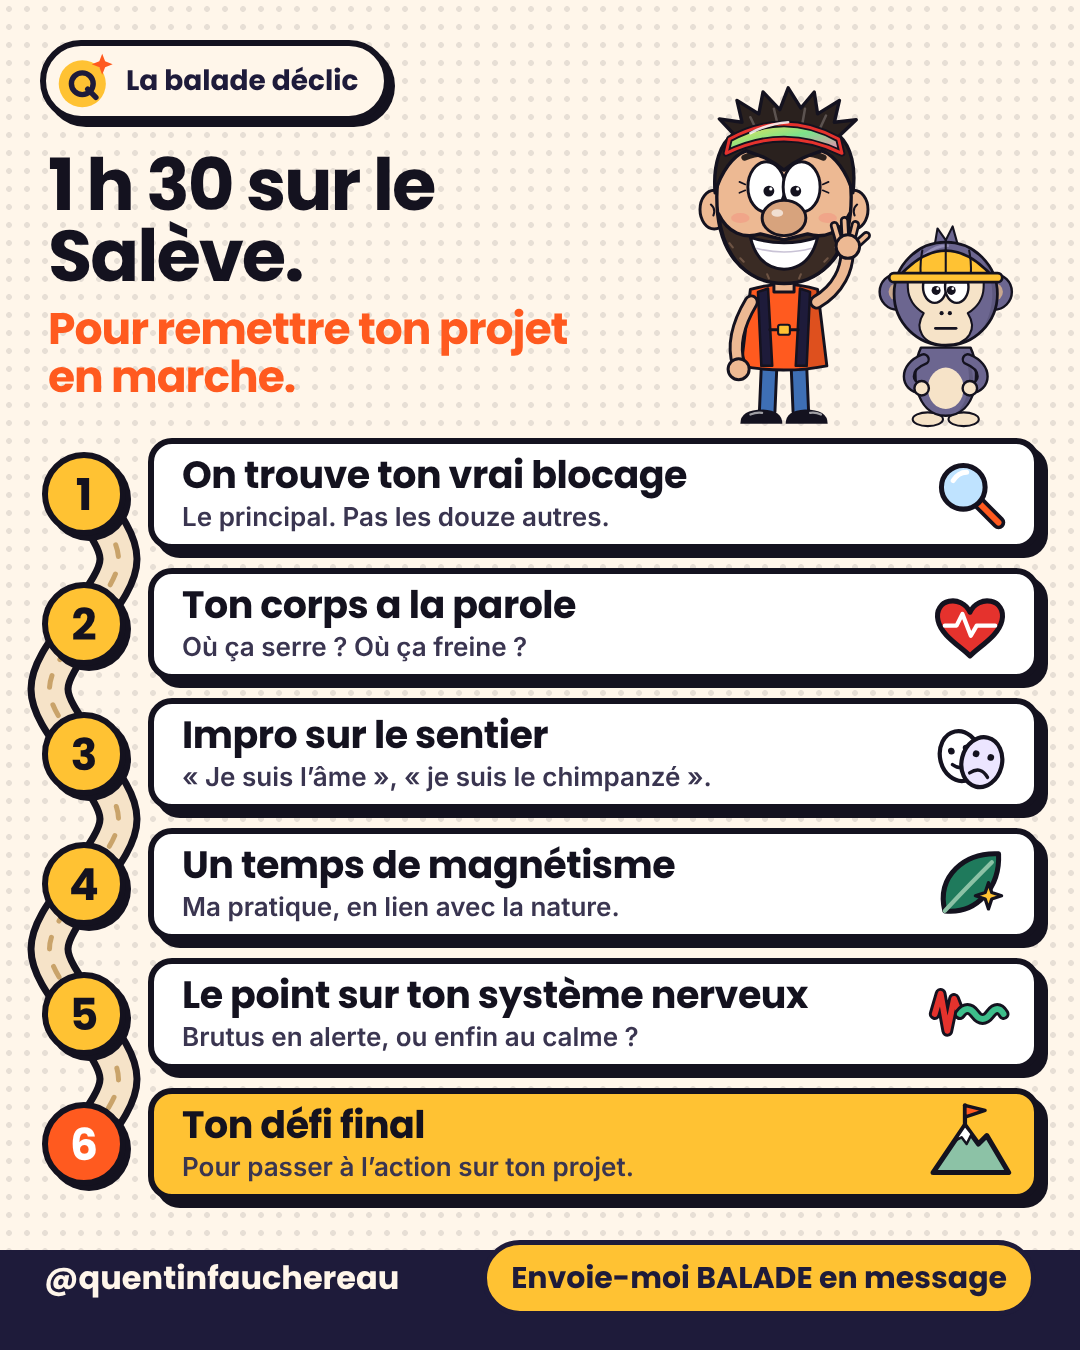 La balade déclic
1 h 30 sur le
Salève.
Pour remettre ton projet
en marche.
1
On trouve ton vrai blocage
Le principal. Pas les douze autres.
2
Ton corps a la parole
Où ça serre ? Où ça freine ?
3
Impro sur le sentier
« Je suis l’âme », « je suis le chimpanzé ».
4
Un temps de magnétisme
Ma pratique, en lien avec la nature.
5
Le point sur ton système nerveux
Brutus en alerte, ou enfin au calme ?
6
Ton défi final
Pour passer à l’action sur ton projet.
@quentinfauchereau
Envoie-moi BALADE en message